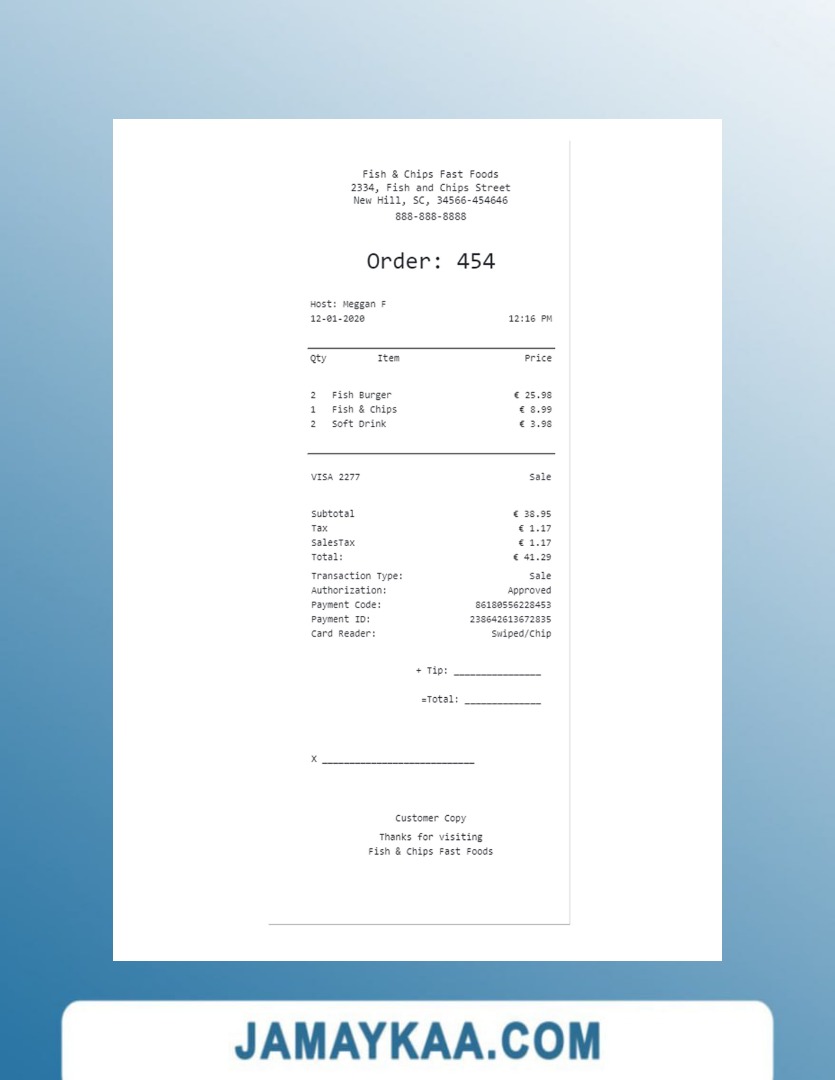 Fish & Chips Fast Foods
2334, Fish and Chips Street
New Hill, SC, 34566-454646
888-888-8888
Order: 454
Host: Meggan F
12-01-2020 12:16 PM
Qty Item Price
2 Fish Burger € 25.98
1 Fish & Chips € 8.99
2 Soft Drink € 3.98
VISA 2277 Sale
Subtotal € 38.95
Tax € 1.17
SalesTax € 1.17
Total: € 41.29
Transaction Type: Sale
Authorization: Approved
Payment Code: 86180556228453
Payment ID: 238642613672835
Card Reader: Swiped/Chip
+ Tip: ________________
=Total: ______________
X ____________________________
Customer Copy
Thanks for visiting
Fish & Chips Fast Foods
JAMAYKAA.COM